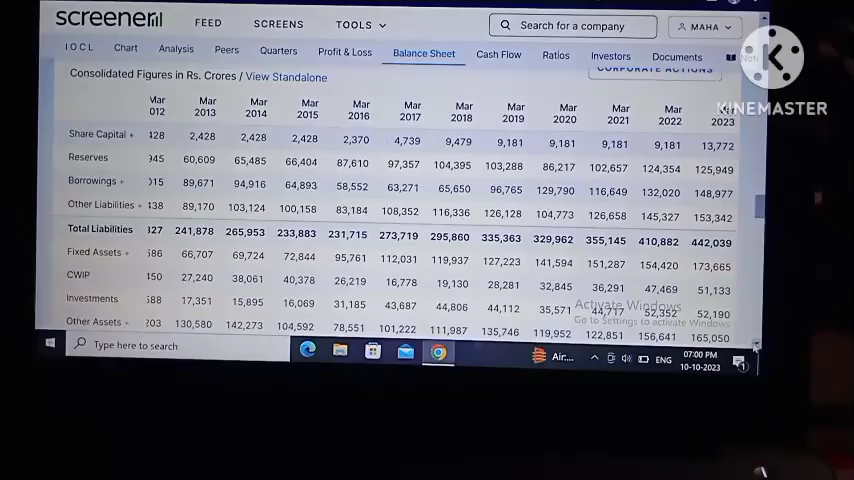 screener
FEED SCREENS TOOLS Search for a company MAHA
IOCL Chart Analysis Peers Quarters Profit & Loss Balance Sheet Cash Flow Ratios Investors Documents Note
Consolidated Figures in Rs. Crores / View Standalone CORPORATE ACTIONS
KINEMASTER
Mar Mar Mar Mar Mar Mar Mar Mar Mar Mar Mar
012 2013 2014 2015 2016 2017 2018 2019 2020 2021 2022 2023
Share Capital + 428 2,428 2,428 2,428 2,370 4,739 9,479 9,181 9,181 9,181 9,181 13,772
Reserves 945 60,609 65,485 66,404 87,610 97,357 104,395 103,288 86,217 102,657 124,354 125,949
Borrowings + 015 89,671 94,916 64,893 58,552 63,271 65,650 96,765 129,790 116,649 132,020 148,977
Other Liabilities + 138 89,170 103,124 100,158 83,184 108,352 116,336 126,128 104,773 126,658 145,327 153,342
Total Liabilities 327 241,878 265,953 233,883 231,715 273,719 295,860 335,363 329,962 355,145 410,882 442,039
Fixed Assets + 586 66,707 69,724 72,844 95,761 112,031 119,937 127,223 141,594 151,287 154,420 173,665
CWIP 450 27,240 38,061 40,378 26,219 16,778 19,130 28,281 32,845 36,291 47,469 51,133
Investments 588 17,351 15,895 16,069 31,185 43,687 44,806 44,112 35,571 44,717 52,352 52,190
Other Assets + 203 130,580 142,273 104,592 78,551 101,222 111,987 135,746 119,952 122,851 156,641 165,050
Activate Windows
Go to Settings to activate Windows
Type here to search Air:... ENG 07:00 PM
10-10-2023
1